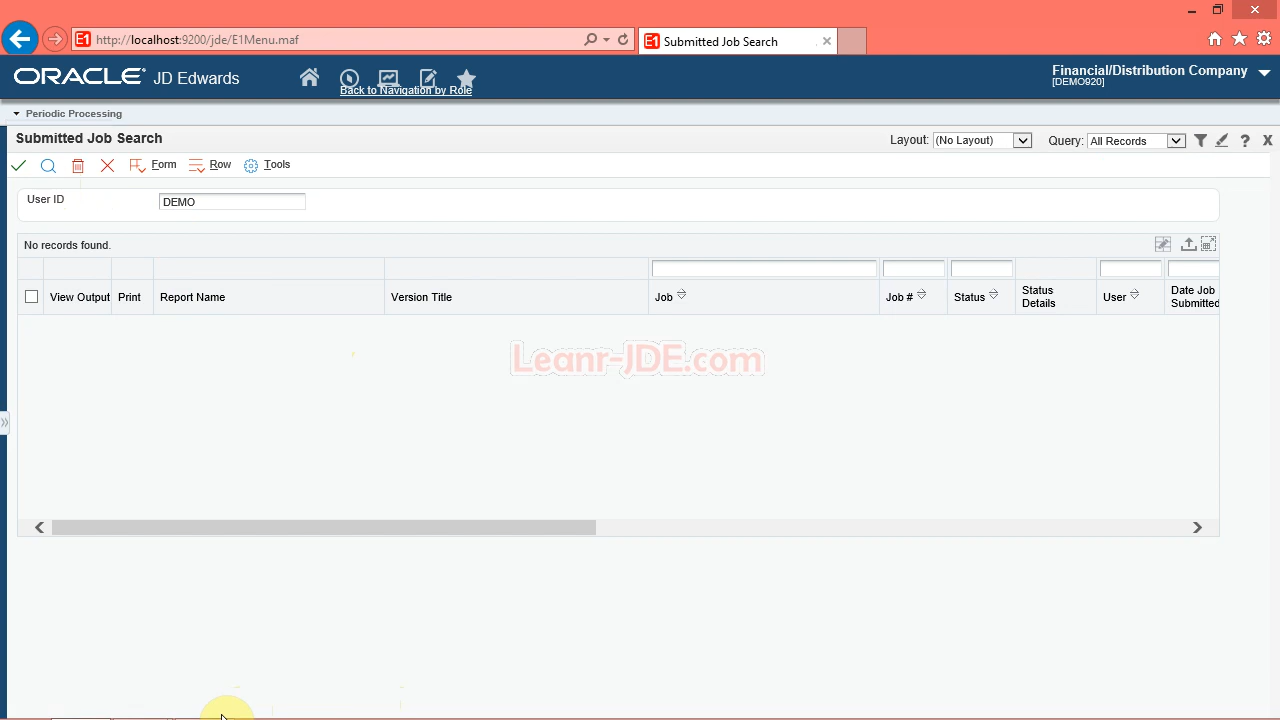 http://localhost:9200/jde/E1Menu.maf
E1 Submitted Job Search
ORACLE JD Edwards
Back to Navigation by Role
Financial/Distribution Company
[DEMO920]
Periodic Processing
Submitted Job Search
Layout: (No Layout) Query: All Records
Form Row Tools
User ID DEMO
No records found.
View Output Print Report Name Version Title Job Job # Status Status Details User Date Job Submitted
Leanr-JDE.com